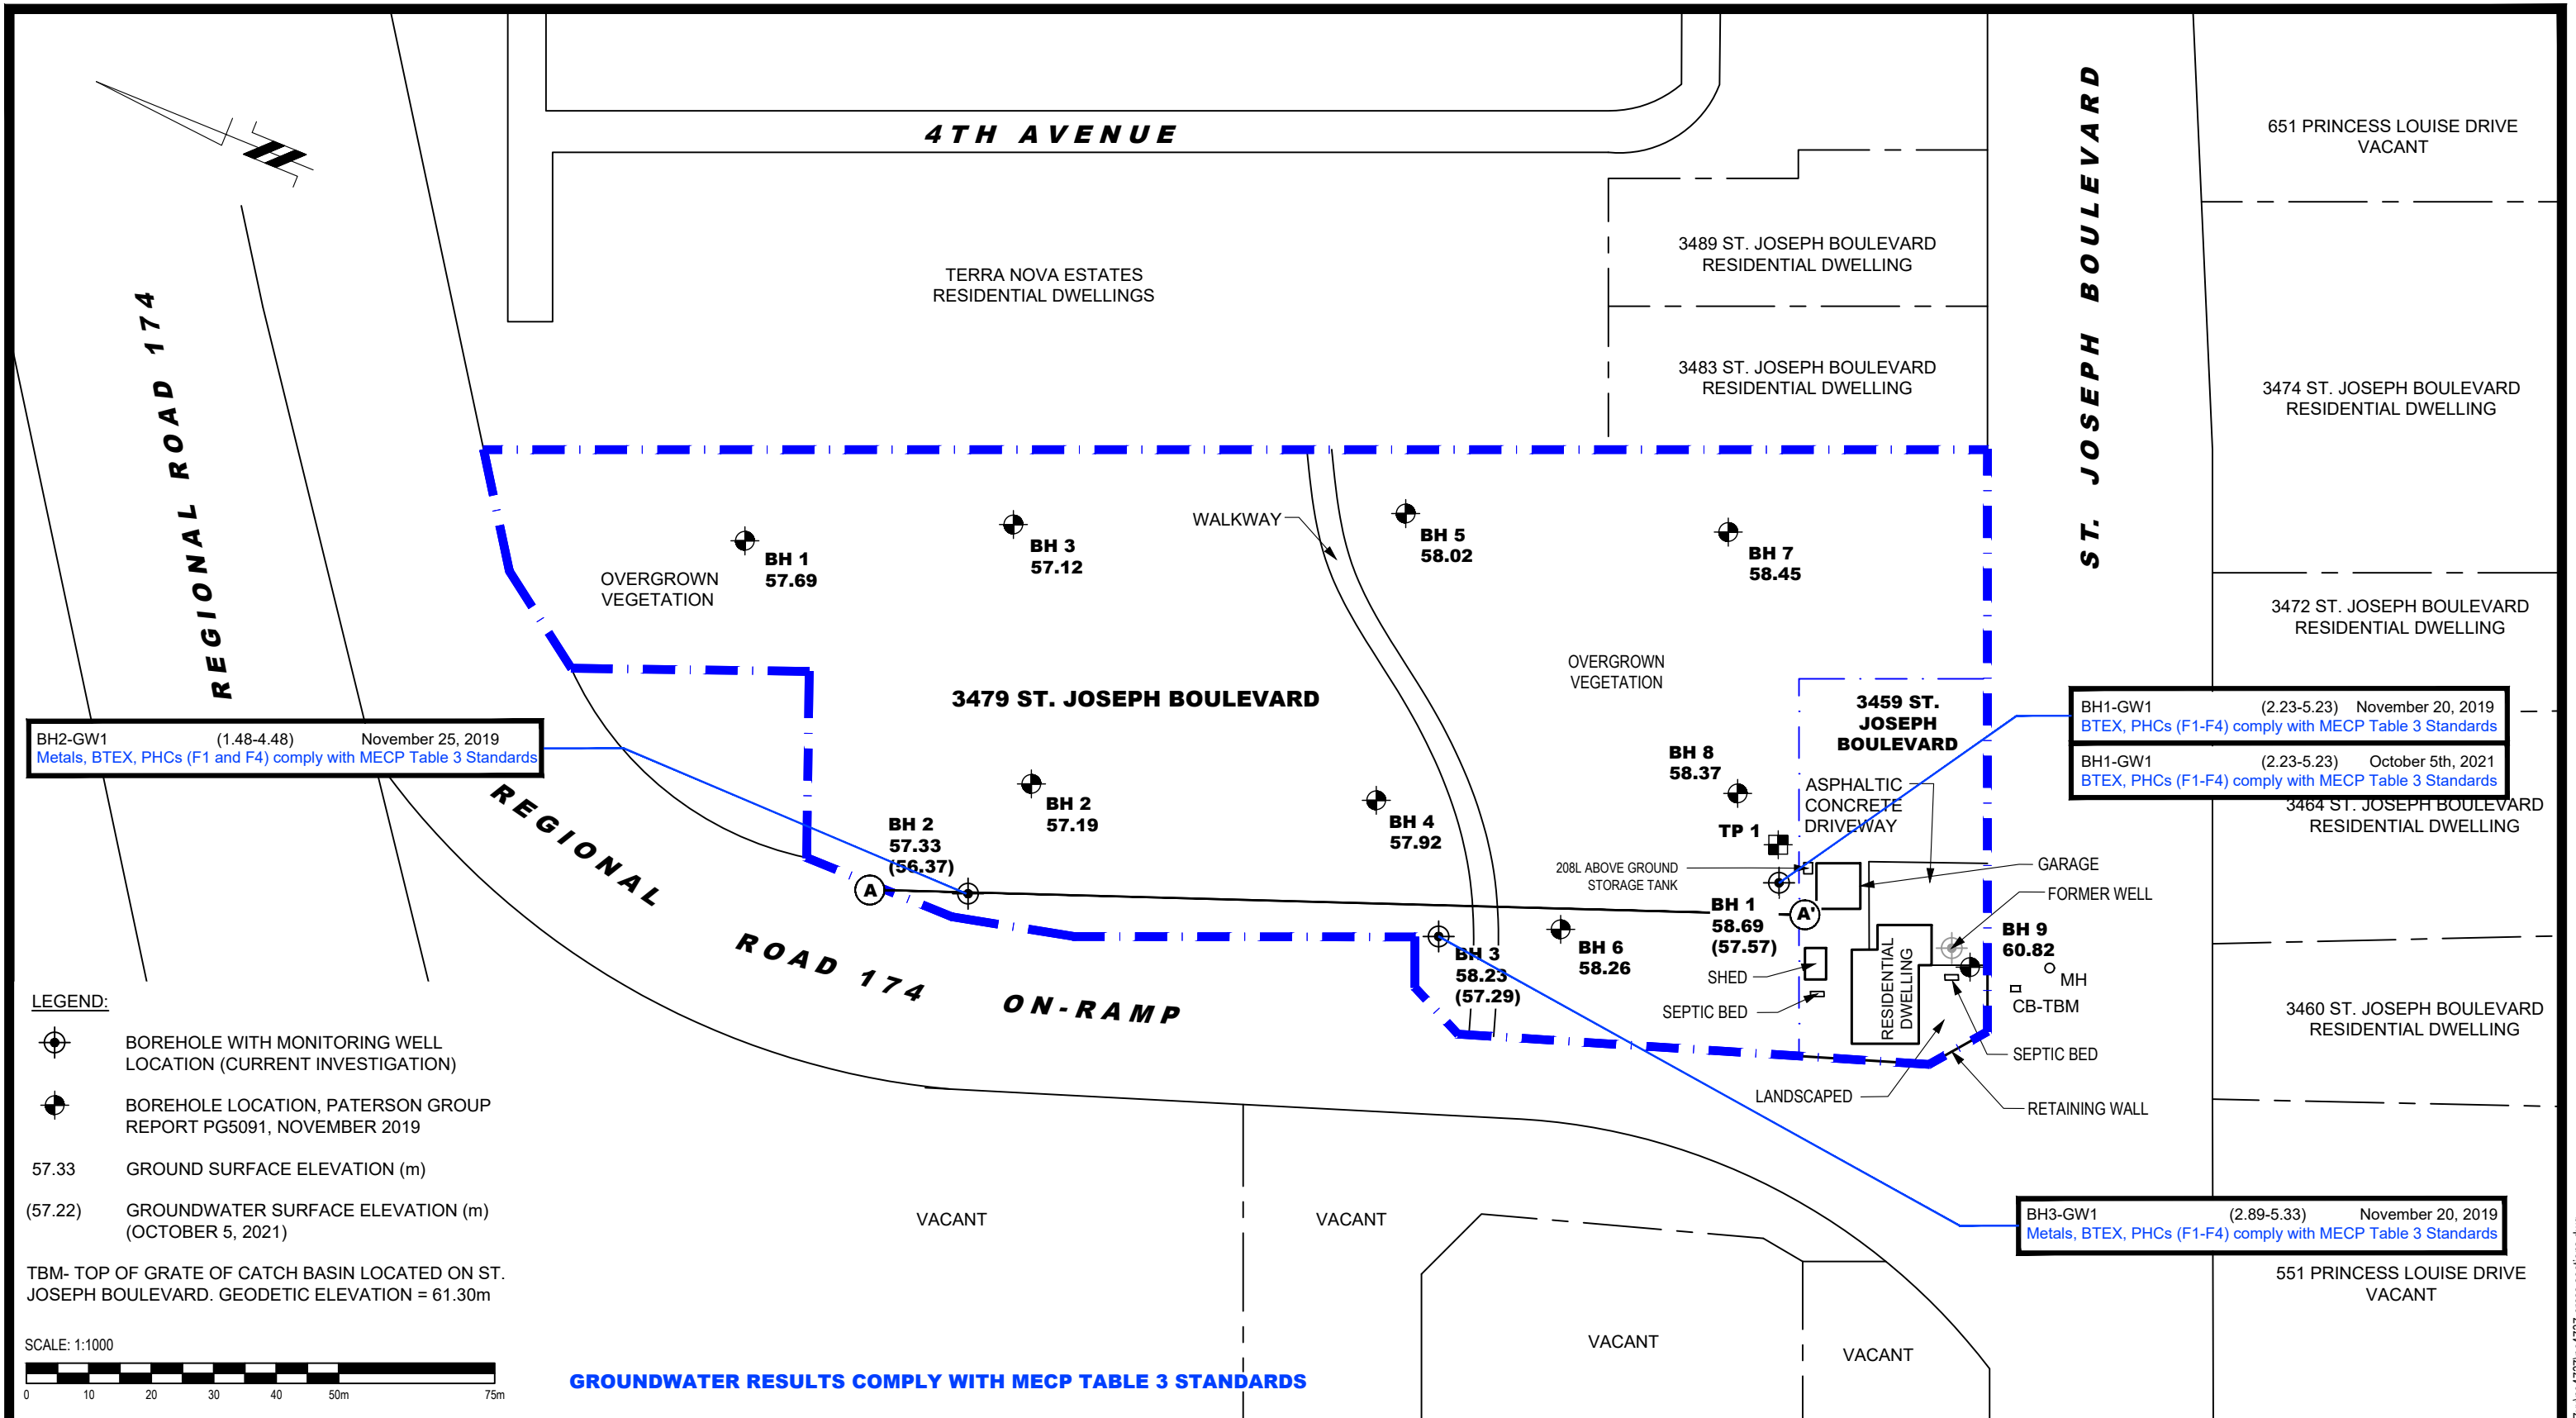 4TH AVENUE
REGIONAL ROAD 174
TERRA NOVA ESTATES
RESIDENTIAL DWELLINGS
3489 ST. JOSEPH BOULEVARD
RESIDENTIAL DWELLING
3483 ST. JOSEPH BOULEVARD
RESIDENTIAL DWELLING
ST. JOSEPH BOULEVARD
651 PRINCESS LOUISE DRIVE
VACANT
3474 ST. JOSEPH BOULEVARD
RESIDENTIAL DWELLING
3472 ST. JOSEPH BOULEVARD
RESIDENTIAL DWELLING
WALKWAY
BH 1
57.69
BH 3
57.12
BH 5
58.02
BH 7
58.45
OVERGROWN
VEGETATION
OVERGROWN
VEGETATION
3479 ST. JOSEPH BOULEVARD
3459 ST.
JOSEPH
BOULEVARD
BH2-GW1 (1.48-4.48) November 25, 2019
Metals, BTEX, PHCs (F1 and F4) comply with MECP Table 3 Standards
BH1-GW1 (2.23-5.23) November 20, 2019
BTEX, PHCs (F1-F4) comply with MECP Table 3 Standards
BH1-GW1 (2.23-5.23) October 5th, 2021
BTEX, PHCs (F1-F4) comply with MECP Table 3 Standards
3464 ST. JOSEPH BOULEVARD
RESIDENTIAL DWELLING
BH 8
58.37
ASPHALTIC
CONCRETE
DRIVEWAY
TP 1
BH 2
57.19
BH 4
57.92
BH 2
57.33
(56.37)
A
208L ABOVE GROUND
STORAGE TANK
GARAGE
FORMER WELL
BH 1
58.69
(57.57)
A'
BH 9
60.82
BH 3
58.23
(57.29)
BH 6
58.26
SHED
SEPTIC BED
RESIDENTIAL
DWELLING
MH
CB-TBM
SEPTIC BED
LANDSCAPED
RETAINING WALL
3460 ST. JOSEPH BOULEVARD
RESIDENTIAL DWELLING
REGIONAL ROAD 174 ON-RAMP
LEGEND:
BOREHOLE WITH MONITORING WELL
LOCATION (CURRENT INVESTIGATION)
BOREHOLE LOCATION, PATERSON GROUP
REPORT PG5091, NOVEMBER 2019
57.33 GROUND SURFACE ELEVATION (m)
(57.22) GROUNDWATER SURFACE ELEVATION (m)
(OCTOBER 5, 2021)
TBM- TOP OF GRATE OF CATCH BASIN LOCATED ON ST.
JOSEPH BOULEVARD. GEODETIC ELEVATION = 61.30m
SCALE: 1:1000
0 10 20 30 40 50m 75m
VACANT
VACANT
VACANT
VACANT
BH3-GW1 (2.89-5.33) November 20, 2019
Metals, BTEX, PHCs (F1-F4) comply with MECP Table 3 Standards
551 PRINCESS LOUISE DRIVE
VACANT
GROUNDWATER RESULTS COMPLY WITH MECP TABLE 3 STANDARDS